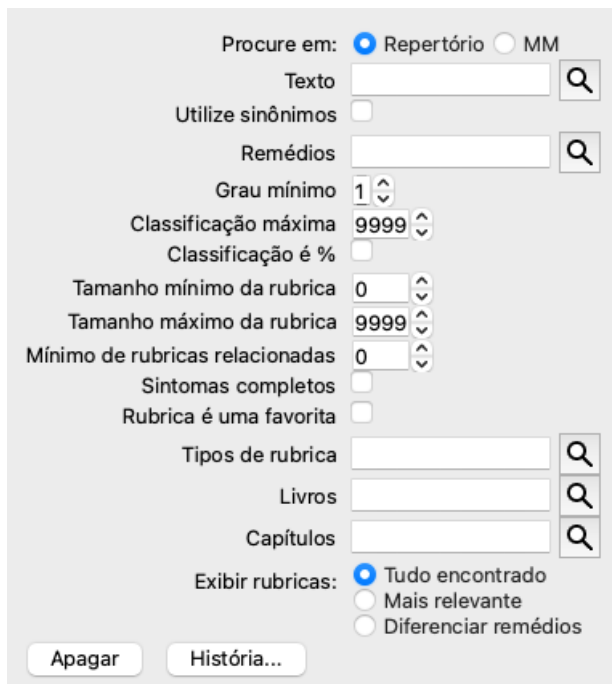 Procure em: Repertório MM
Texto
Utilize sinônimos
Remédios
Grau mínimo 1
Classificação máxima 9999
Classificação é %
Tamanho mínimo da rubrica 0
Tamanho máximo da rubrica 9999
Mínimo de rubricas relacionadas 0
Sintomas completos
Rubrica é uma favorita
Tipos de rubrica
Livros
Capítulos
Exibir rubricas: Tudo encontrado
Mais relevante
Diferenciar remédios
Apagar História...